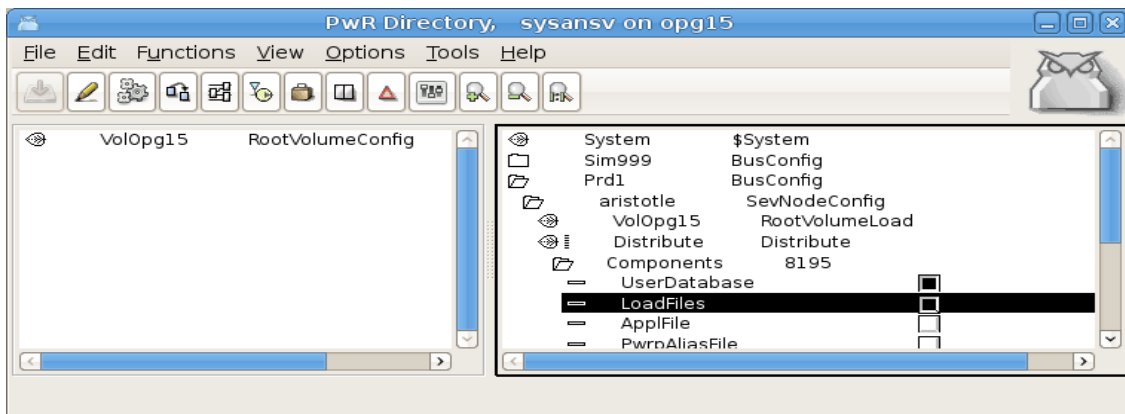 PwR Directory, sysansv on opg15
File Edit Functions View Options Tools Help
VolOpg15 RootVolumeConfig
System $System
Sim999 BusConfig
Prd1 BusConfig
aristotle SevNodeConfig
VolOpg15 RootVolumeLoad
Distribute Distribute
Components 8195
UserDatabase
LoadFiles
ApplFile
PwrpAliasFile